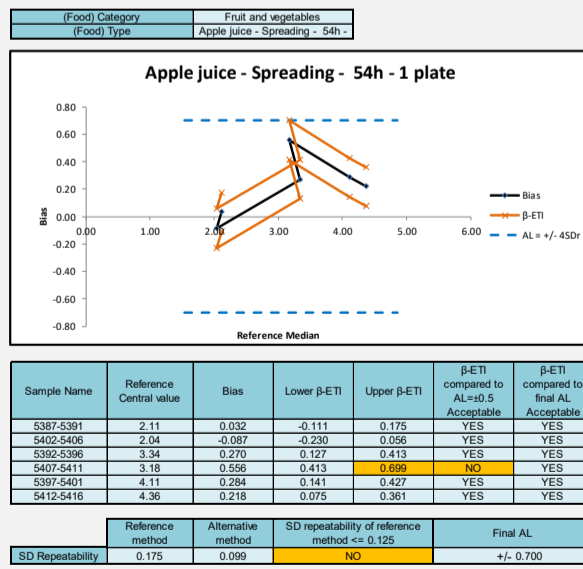 (Food) Category Fruit and vegetables
(Food) Type Apple juice - Spreading - 54h -
Apple juice - Spreading - 54h - 1 plate
0.80
0.60
0.40
0.20
0.00
-0.20
-0.40
-0.60
-0.80
Bias
0.00 1.00 2.00 3.00 4.00 5.00 6.00
Reference Median
Bias
β-ETI
AL = +/- 4SDr
Sample Name Reference Central value Bias Lower β-ETI Upper β-ETI β-ETI compared to AL=±0.5 Acceptable β-ETI compared to final AL Acceptable
5387-5391 2.11 0.032 -0.111 0.175 YES YES
5402-5406 2.04 -0.087 -0.230 0.056 YES YES
5392-5396 3.34 0.270 0.127 0.413 YES YES
5407-5411 3.18 0.556 0.413 0.699 NO YES
5397-5401 4.11 0.284 0.141 0.427 YES YES
5412-5416 4.36 0.218 0.075 0.361 YES YES
Reference method Alternative method SD repeatability of reference method <= 0.125 Final AL
SD Repeatability 0.175 0.099 NO +/- 0.700